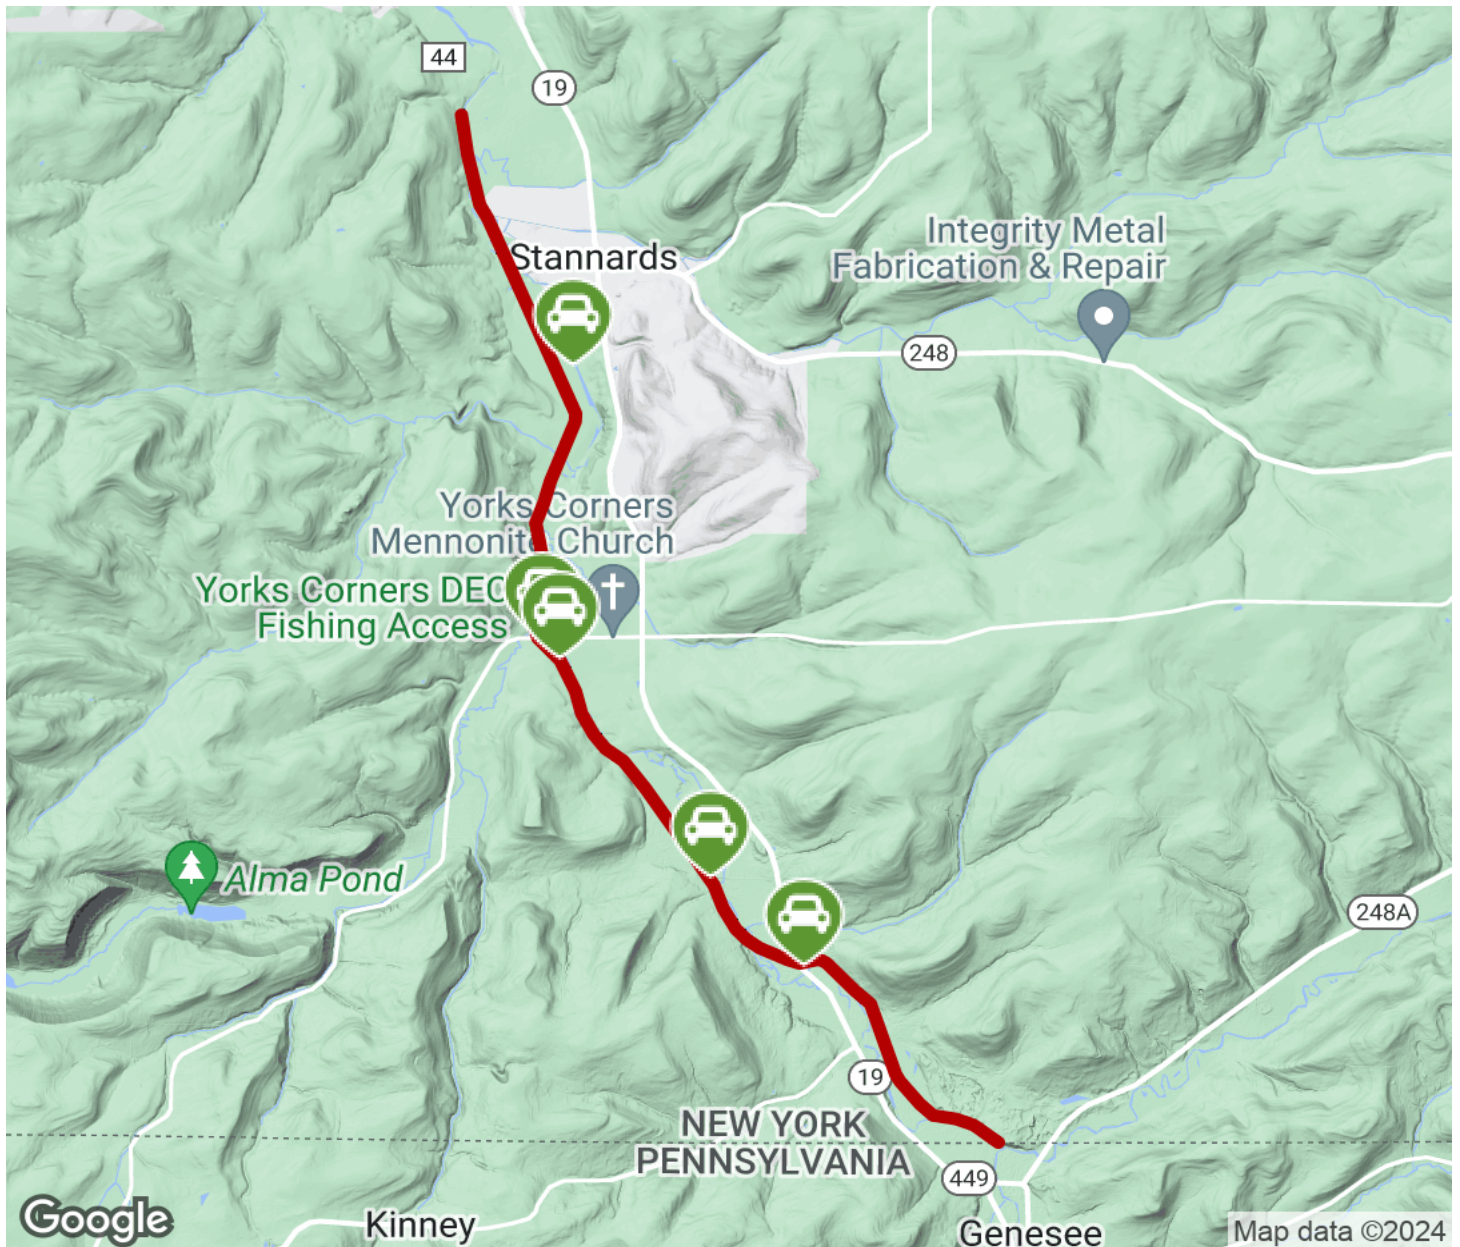 44
19
Stannards
Integrity Metal
Fabrication & Repair
248
Yorks Corners
Mennonite Church
Yorks Corners DEC
Fishing Access
Alma Pond
248A
19
NEW YORK
PENNSYLVANIA
449
Google
Kinney
Genesee
Map data ©2024